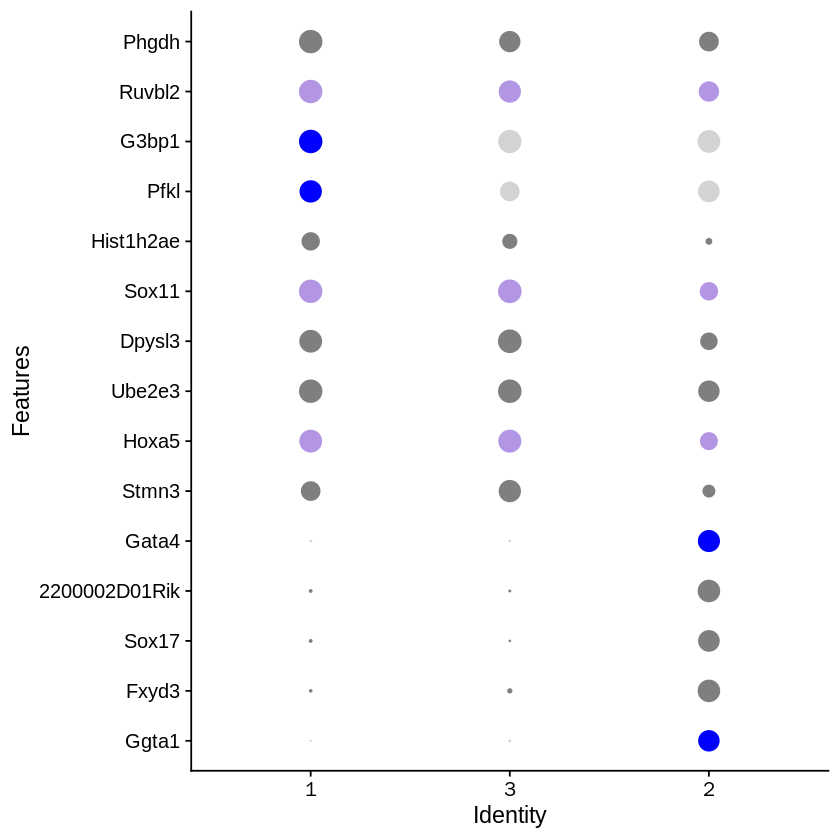 Phgdh
Ruvbl2
G3bp1
Pfkl
Hist1h2ae
Sox11
Dpysl3
Ube2e3
Hoxa5
Stmn3
Gata4
2200002D01Rik
Sox17
Fxyd3
Ggta1
Features
1 3 2
Identity